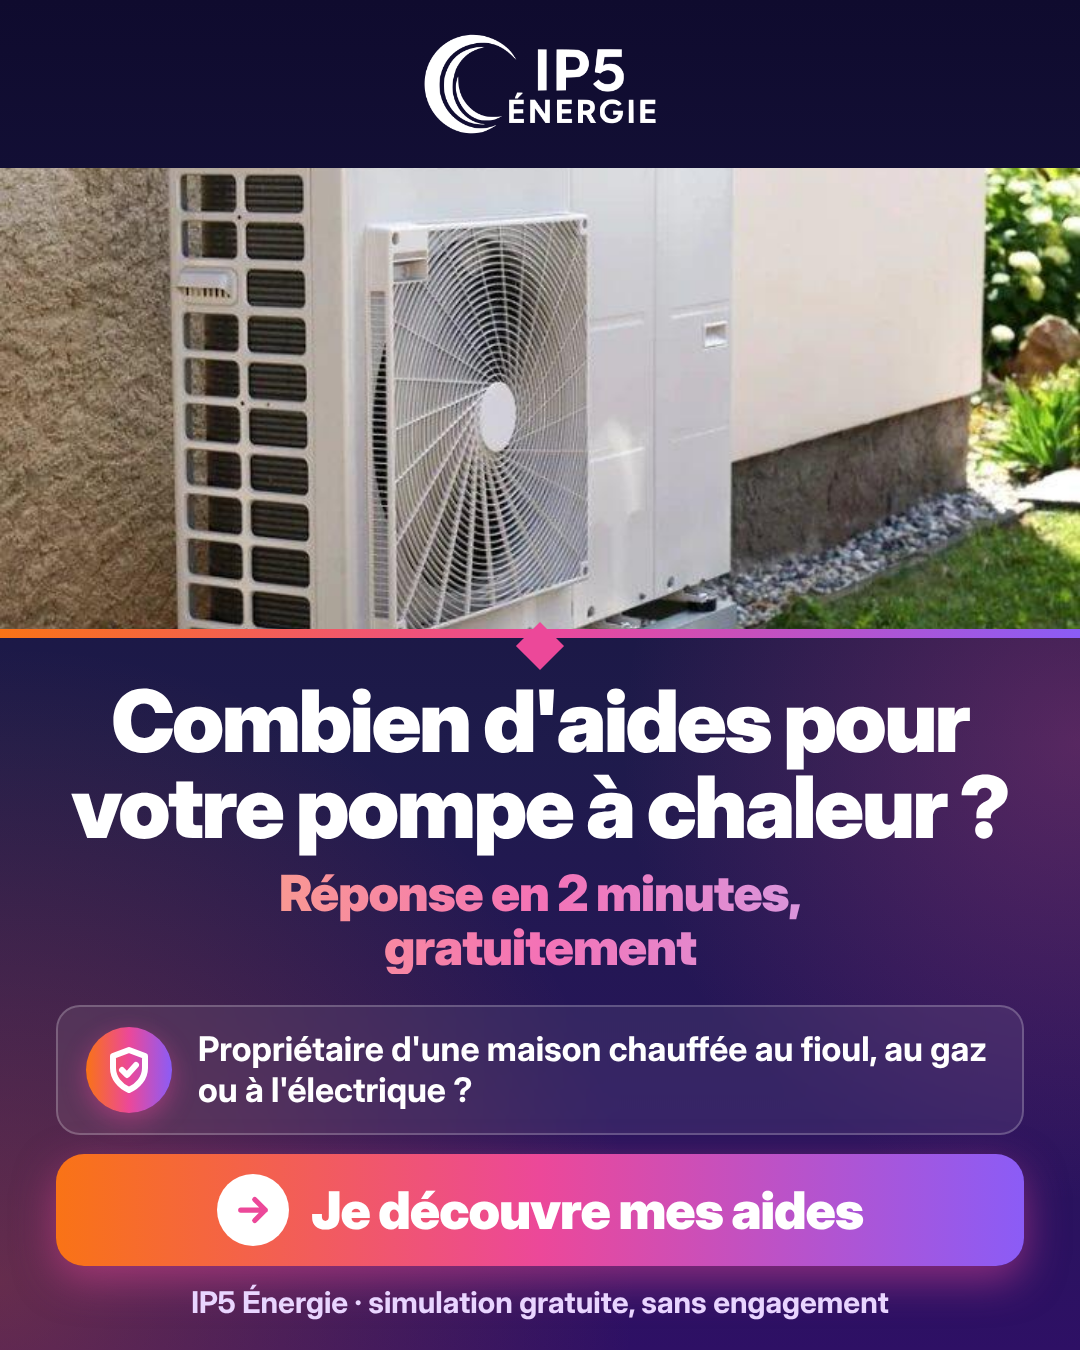 IP5
ÉNERGIE
Combien d'aides pour
votre pompe à chaleur ?
Réponse en 2 minutes,
gratuitement
Propriétaire d'une maison chauffée au fioul, au gaz
ou à l'électrique ?
Je découvre mes aides
IP5 Énergie · simulation gratuite, sans engagement